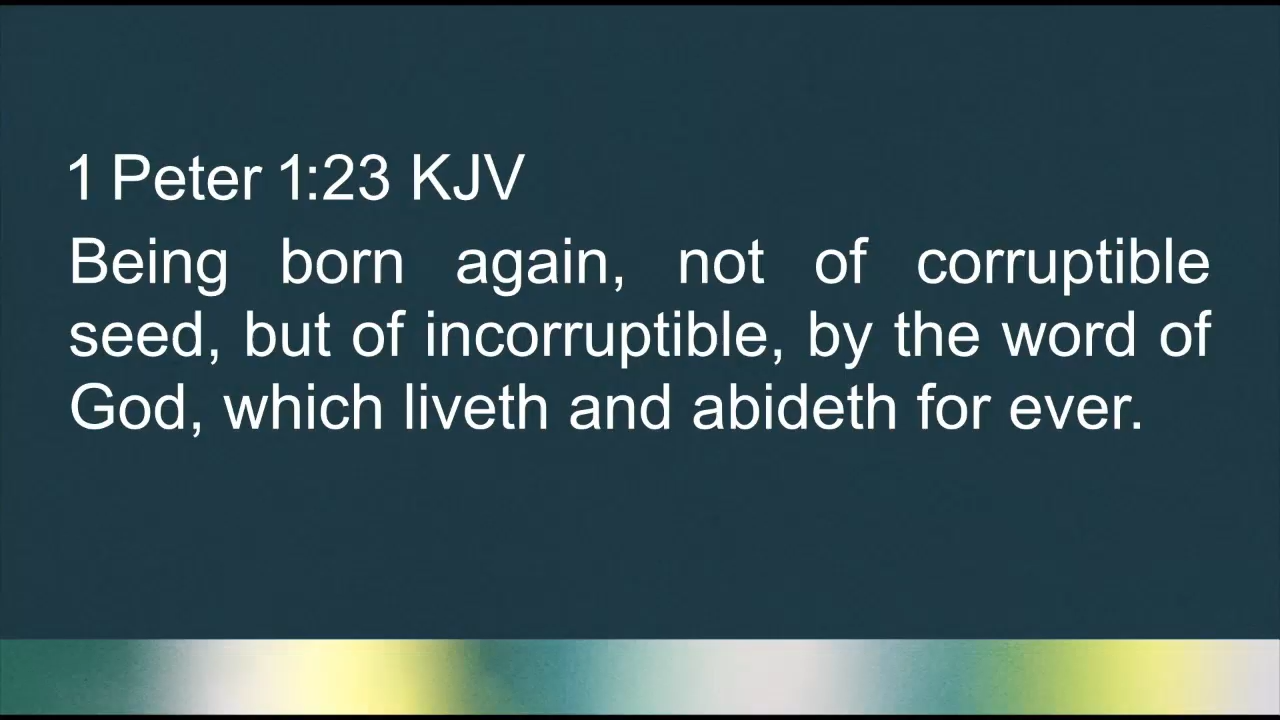 1 Peter 1:23 KJV
Being born again, not of corruptible
seed, but of incorruptible, by the word of
God, which liveth and abideth for ever.